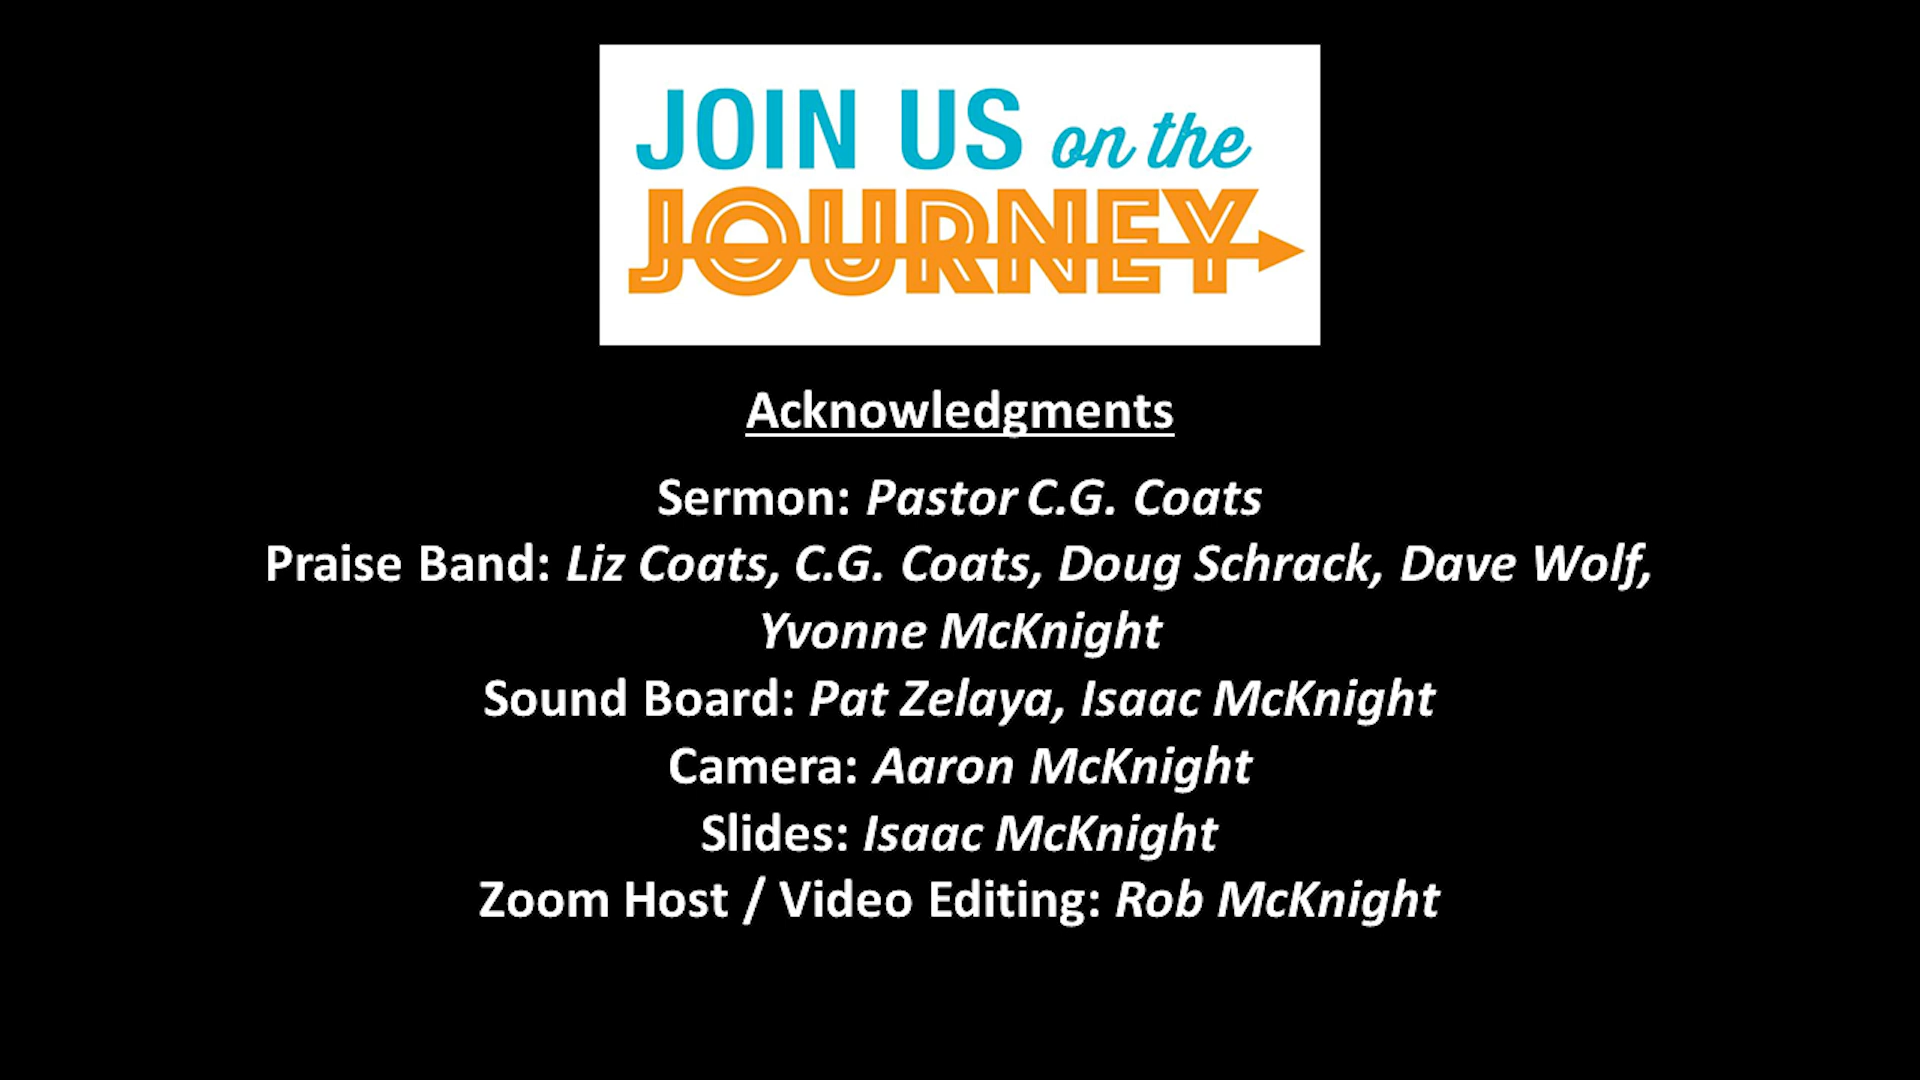 JOIN US on the
JOURNEY
Acknowledgments
Sermon: Pastor C.G. Coats
Praise Band: Liz Coats, C.G. Coats, Doug Schrack, Dave Wolf,
Yvonne McKnight
Sound Board: Pat Zelaya, Isaac McKnight
Camera: Aaron McKnight
Slides: Isaac McKnight
Zoom Host / Video Editing: Rob McKnight